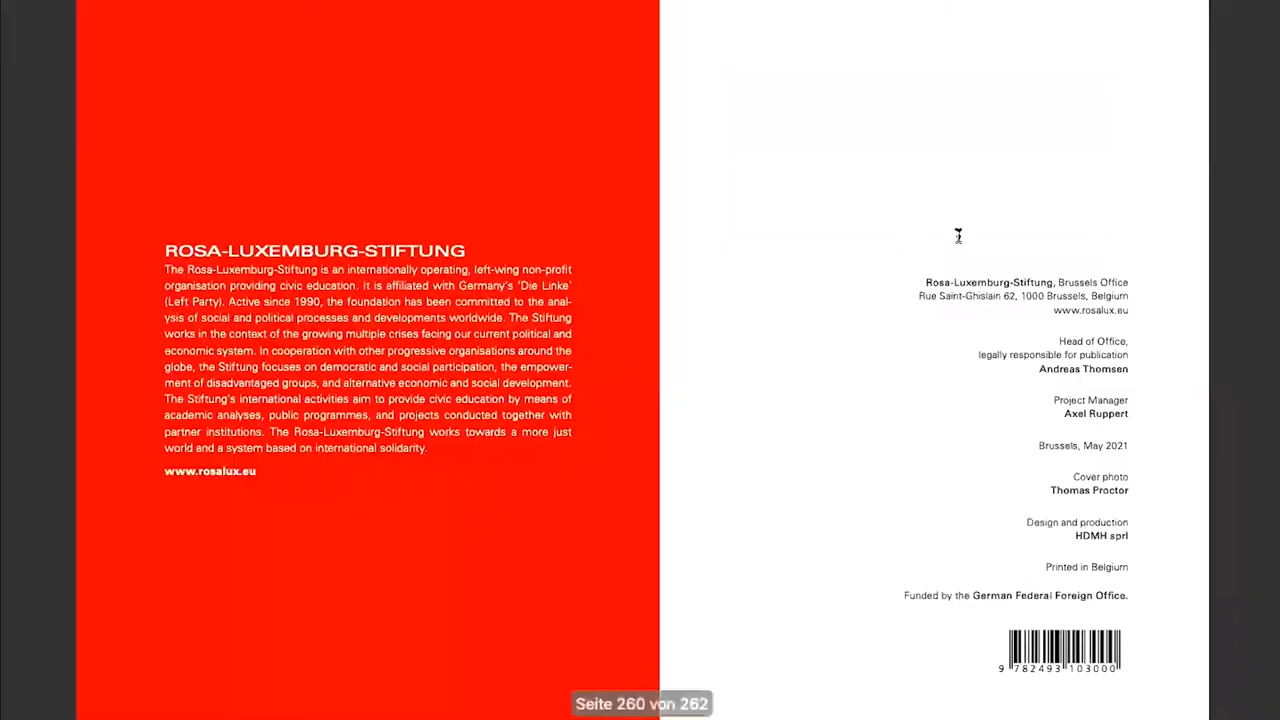 ROSA-LUXEMBURG-STIFTUNG
The Rosa-Luxemburg-Stiftung is an internationally operating, left-wing non-profit
organisation providing civic education. It is affiliated with Germany's 'Die Linke'
(Left Party). Active since 1990, the foundation has been committed to the anal-
ysis of social and political processes and developments worldwide. The Stiftung
works in the context of the growing multiple crises facing our current political and
economic system. In cooperation with other progressive organisations around the
globe, the Stiftung focuses on democratic and social participation, the empower-
ment of disadvantaged groups, and alternative economic and social development.
The Stiftung's international activities aim to provide civic education by means of
academic analyses, public programmes, and projects conducted together with
partner institutions. The Rosa-Luxemburg-Stiftung works towards a more just
world and a system based on international solidarity.
www.rosalux.eu
Rosa-Luxemburg-Stiftung, Brussels Office
Rue Saint-Ghislain 62, 1000 Brussels, Belgium
www.rosalux.eu
Head of Office,
legally responsible for publication
Andreas Thomsen
Project Manager
Axel Ruppert
Brussels, May 2021
Cover photo
Thomas Proctor
Design and production
HDMH sprl
Printed in Belgium
Funded by the German Federal Foreign Office.
9 782493 103000
Seite 260 von 262